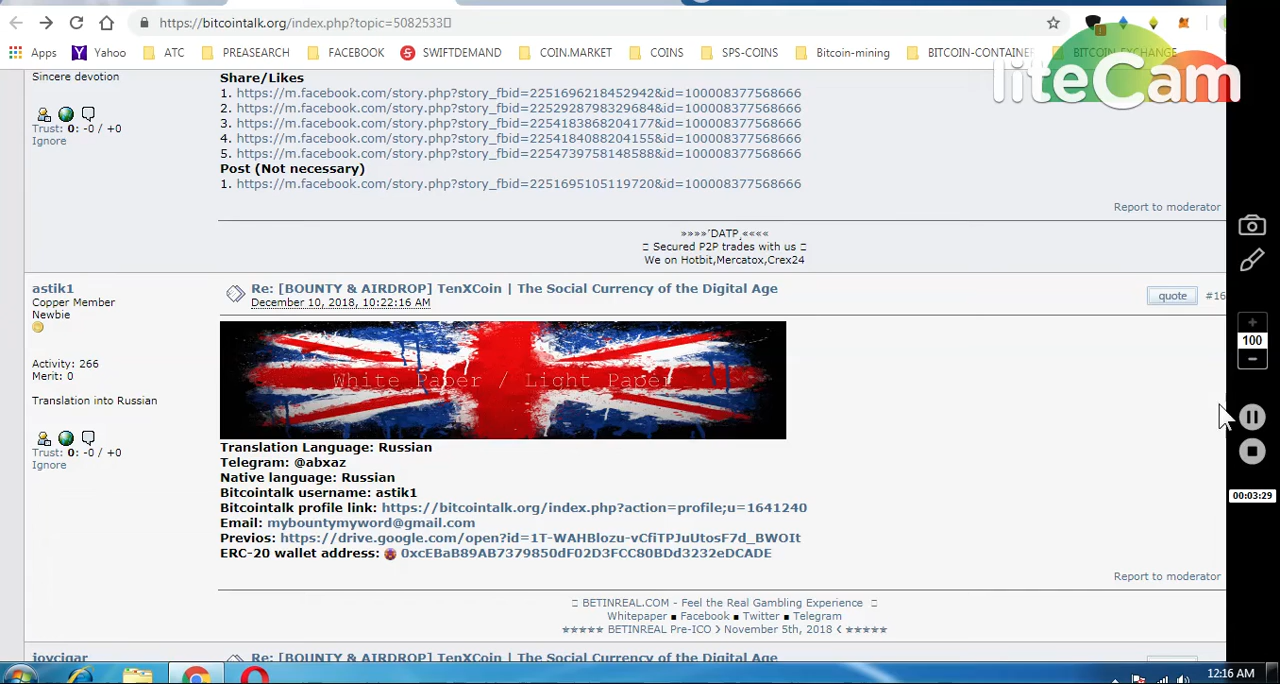 https://bitcointalk.org/index.php?topic=5082533
Apps Yahoo ATC PREASEARCH FACEBOOK SWIFTDEMAND COIN.MARKET COINS SPS-COINS Bitcoin-mining BITCOIN-CONTAINER BITCOIN-EXCHANGE
liteCam
Sincere devotion
Trust: 0: -0 / +0
Ignore
Share/Likes
1. https://m.facebook.com/story.php?story_fbid=2251696218452942&id=100008377568666
2. https://m.facebook.com/story.php?story_fbid=2252928798329684&id=100008377568666
3. https://m.facebook.com/story.php?story_fbid=2254183868204177&id=100008377568666
4. https://m.facebook.com/story.php?story_fbid=2254184088204155&id=100008377568666
5. https://m.facebook.com/story.php?story_fbid=2254739758148588&id=100008377568666
Post (Not necessary)
1. https://m.facebook.com/story.php?story_fbid=2251695105119720&id=100008377568666
Report to moderator
»»»»˹DATP¸««««
Secured P2P trades with us
We on Hotbit,Mercatox,Crex24
astik1
Copper Member
Newbie
Activity: 266
Merit: 0
Translation into Russian
Trust: 0: -0 / +0
Ignore
Re: [BOUNTY & AIRDROP] TenXCoin | The Social Currency of the Digital Age
December 10, 2018, 10:22:16 AM
quote #16
White Paper / Light Paper
Translation Language: Russian
Telegram: @abxaz
Native language: Russian
Bitcointalk username: astik1
Bitcointalk profile link: https://bitcointalk.org/index.php?action=profile;u=1641240
Email: mybountymyword@gmail.com
Previos: https://drive.google.com/open?id=1T-WAHBlozu-vCfiTPJuUtosF7d_BWOIt
ERC-20 wallet address: 0xcEBaB89AB7379850dF02D3FCC80BDd3232eDCADE
Report to moderator
BETINREAL.COM - Feel the Real Gambling Experience
Whitepaper ■ Facebook ■ Twitter ■ Telegram
★★★★★ BETINREAL Pre-ICO ❯ November 5th, 2018 ❮ ★★★★★
joycigar
Re: [BOUNTY & AIRDROP] TenXCoin | The Social Currency of the Digital Age
100
00:03:29
12:16 AM